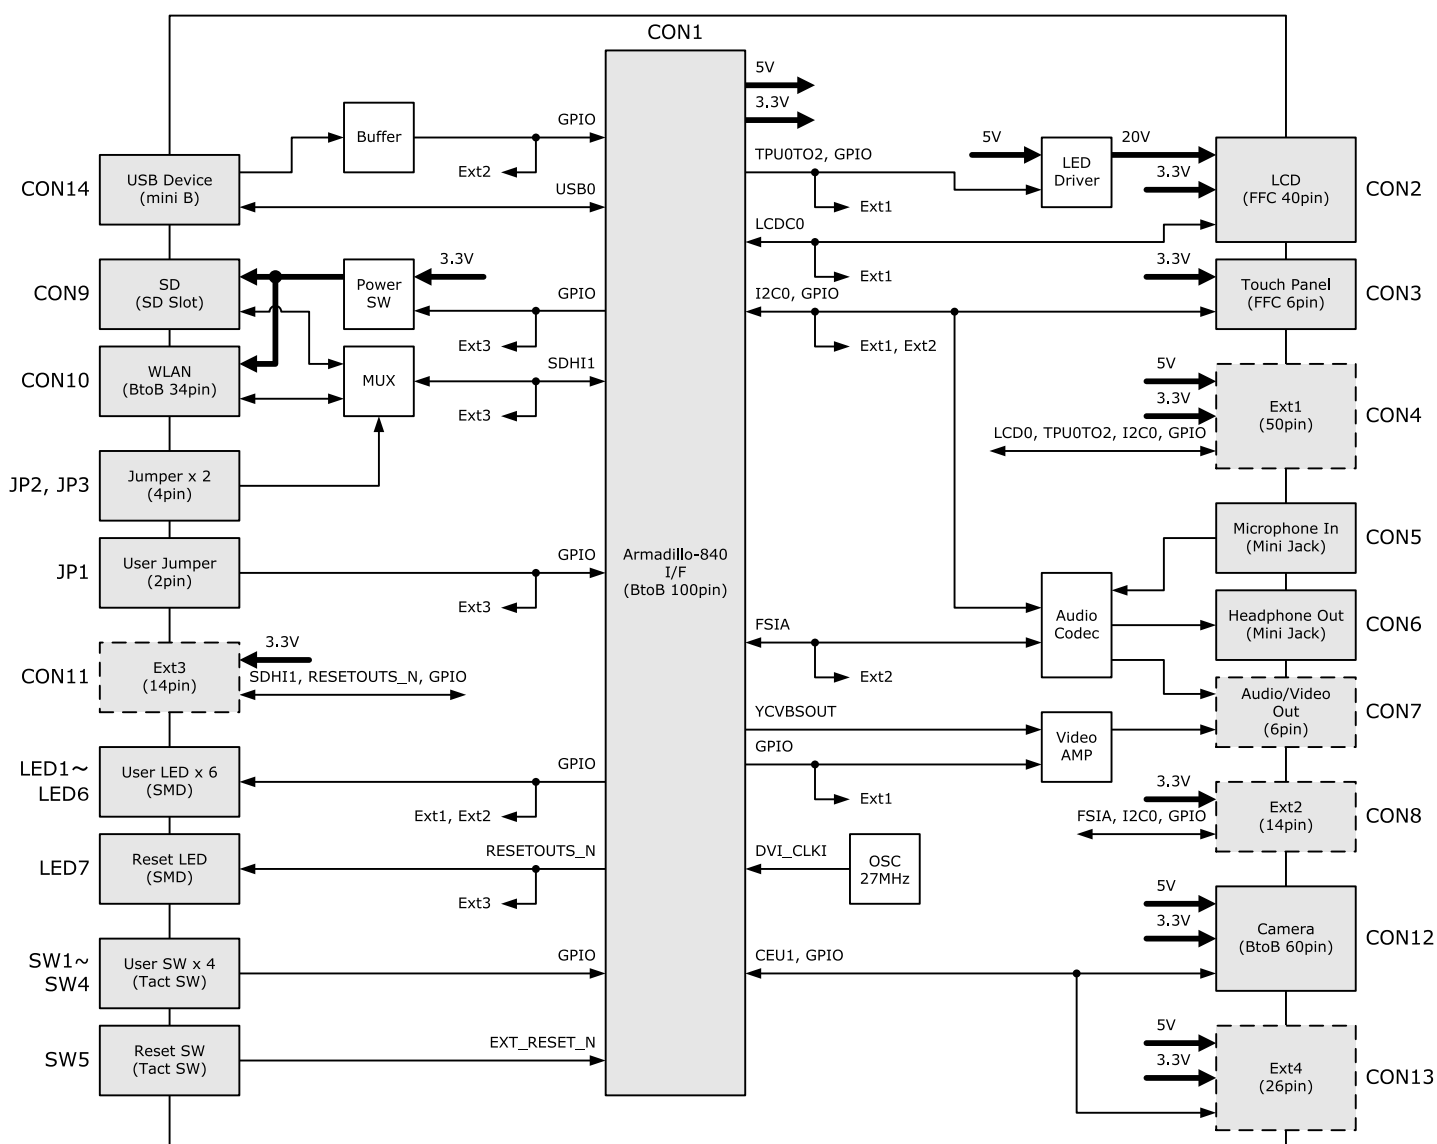 CON1
5V
3.3V
Buffer
GPIO
Ext2
USB0
CON14
USB Device
(mini B)
CON9
SD
(SD Slot)
3.3V
Power
SW
GPIO
Ext3
CON10
WLAN
(BtoB 34pin)
MUX
SDHI1
Ext3
JP2, JP3
Jumper x 2
(4pin)
JP1
User Jumper
(2pin)
GPIO
Ext3
CON11
Ext3
(14pin)
3.3V
SDHI1, RESETOUTS_N, GPIO
LED1~
LED6
User LED x 6
(SMD)
GPIO
Ext1, Ext2
LED7
Reset LED
(SMD)
RESETOUTS_N
Ext3
SW1~
SW4
User SW x 4
(Tact SW)
GPIO
SW5
Reset SW
(Tact SW)
EXT_RESET_N
Armadillo-840
I/F
(BtoB 100pin)
TPU0TO2, GPIO
Ext1
5V
LED
Driver
20V
3.3V
LCD
(FFC 40pin)
CON2
LCDC0
Ext1
3.3V
Touch Panel
(FFC 6pin)
CON3
I2C0, GPIO
Ext1, Ext2
5V
3.3V
LCD0, TPU0TO2, I2C0, GPIO
Ext1
(50pin)
CON4
Microphone In
(Mini Jack)
CON5
Audio
Codec
Headphone Out
(Mini Jack)
CON6
FSIA
Ext2
Audio/Video
Out
(6pin)
CON7
YCVBSOUT
GPIO
Ext1
Video
AMP
3.3V
FSIA, I2C0, GPIO
Ext2
(14pin)
CON8
DVI_CLKI
OSC
27MHz
5V
3.3V
Camera
(BtoB 60pin)
CON12
CEU1, GPIO
5V
3.3V
Ext4
(26pin)
CON13